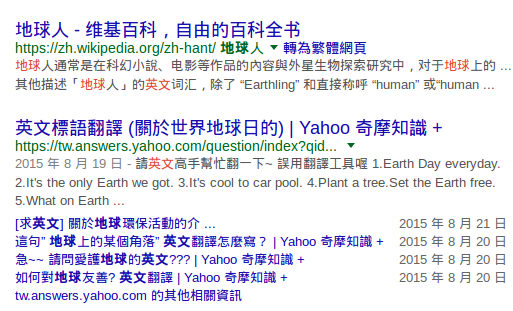 地球人 - 维基百科，自由的百科全书
https://zh.wikipedia.org/zh-hant/ 地球人 ▼ 轉為繁體網頁
地球人通常是在科幻小說、电影等作品的內容與外星生物探索研究中，对于地球上的 ...
其他描述「地球人」的英文词汇，除了 “Earthling” 和直接称呼 “human” 或“human ...
英文標語翻譯 (關於世界地球日的) | Yahoo 奇摩知識 +
https://tw.answers.yahoo.com/question/index?qid... ▼
2015 年 8 月 19 日 - 請英文高手幫忙翻一下~ 誤用翻譯工具喔 1.Earth Day everyday.
2.It’s the only Earth we got. 3.It’s cool to car pool. 4.Plant a tree.Set the Earth free.
5.What on Earth ...
[求英文] 關於地球環保活動的介 ... 2015 年 8 月 21 日
這句” 地球上的某個角落” 英文翻譯怎麼寫？ | Yahoo 奇摩知識 + 2015 年 8 月 20 日
急~~ 請問愛護地球的英文??? | Yahoo 奇摩知識 + 2015 年 8 月 20 日
如何對地球友善? 英文翻譯 | Yahoo 奇摩知識 + 2015 年 8 月 20 日
tw.answers.yahoo.com 的其他相關資訊